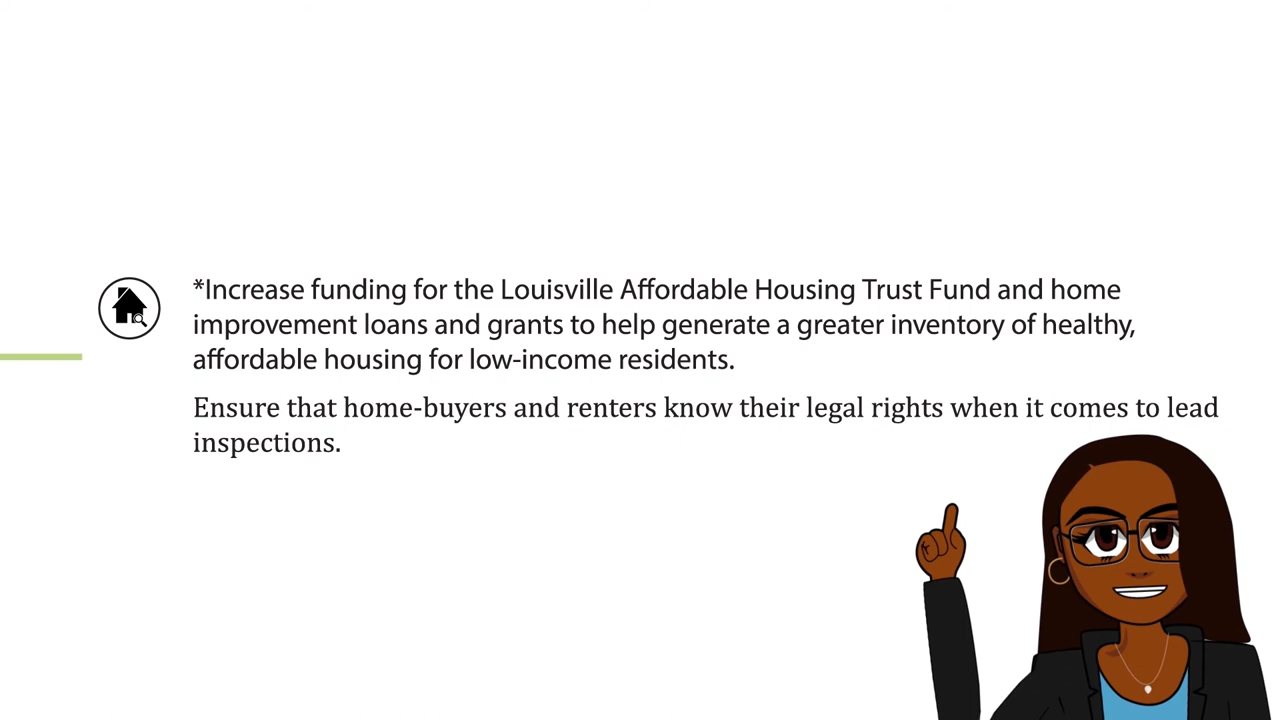 *Increase funding for the Louisville Affordable Housing Trust Fund and home
improvement loans and grants to help generate a greater inventory of healthy,
affordable housing for low-income residents.
Ensure that home-buyers and renters know their legal rights when it comes to lead
inspections.